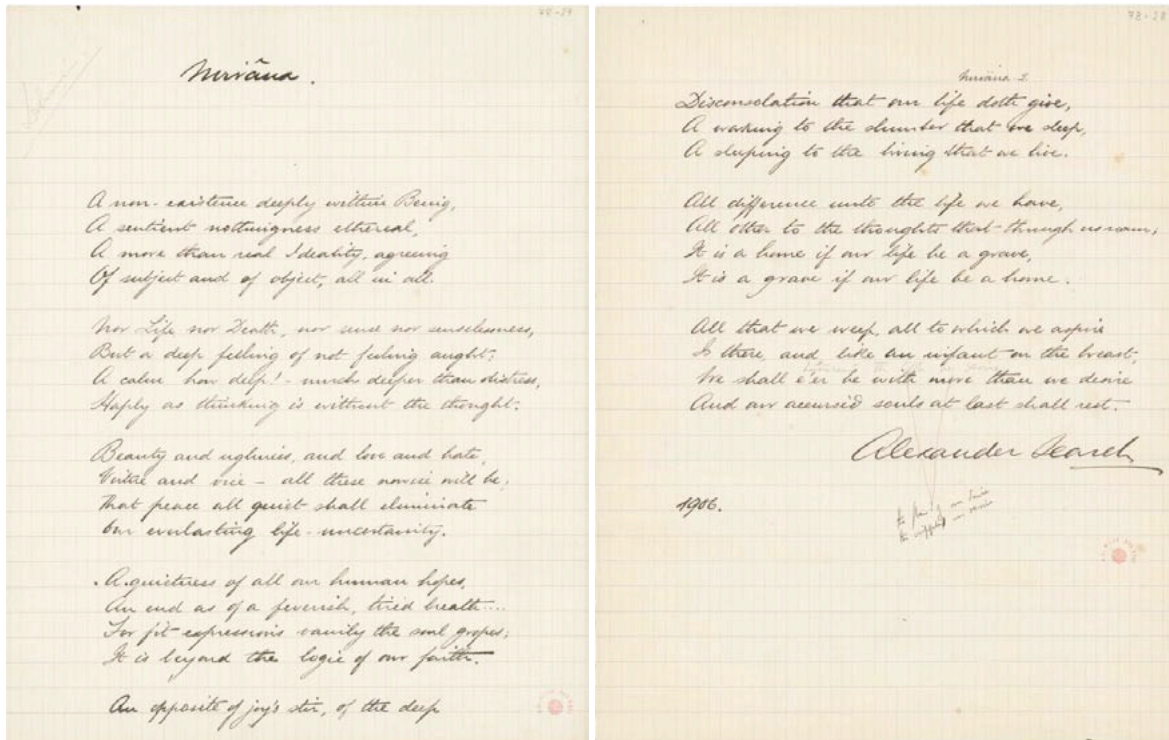 78-27
Nirvāna.
A non-existence deeply within Being,
A sentient nothingness ethereal,
A more than real Ideality, agreeing
Of subject and of object, all in all.
Nor Life nor Death, nor sense nor senselessness,
But a deep feeling of not feeling aught;
A calm how deep! - much deeper than distress,
Haply as thinking is without the thought.
Beauty and ugliness, and love and hate,
Virtue and vice - all these nowise will be;
That peace all quiet shall eliminate
Our everlasting life-uncertainty.
A quietness of all our human hopes,
An end as of a feverish, tired breath....
For fit expressions vainly the soul gropes;
It is beyond the logic of our faith.
An opposite of joy's stir, of the deep
78-28
Nirvāna 2.
Disconsolation that our life doth give,
A waking to the slumber that we sleep,
A sleeping to the living that we live.
All difference unto the life we have,
All other to the thoughts that through us roam;
It is a home if our life be a grave,
It is a grave if our life be a home.
All that we weep, all to which we aspire
Is there, and like an infant on the breast,
We shall e'er be with more than we desire
And our accursed souls at last shall rest.
Alexander Search
1906.